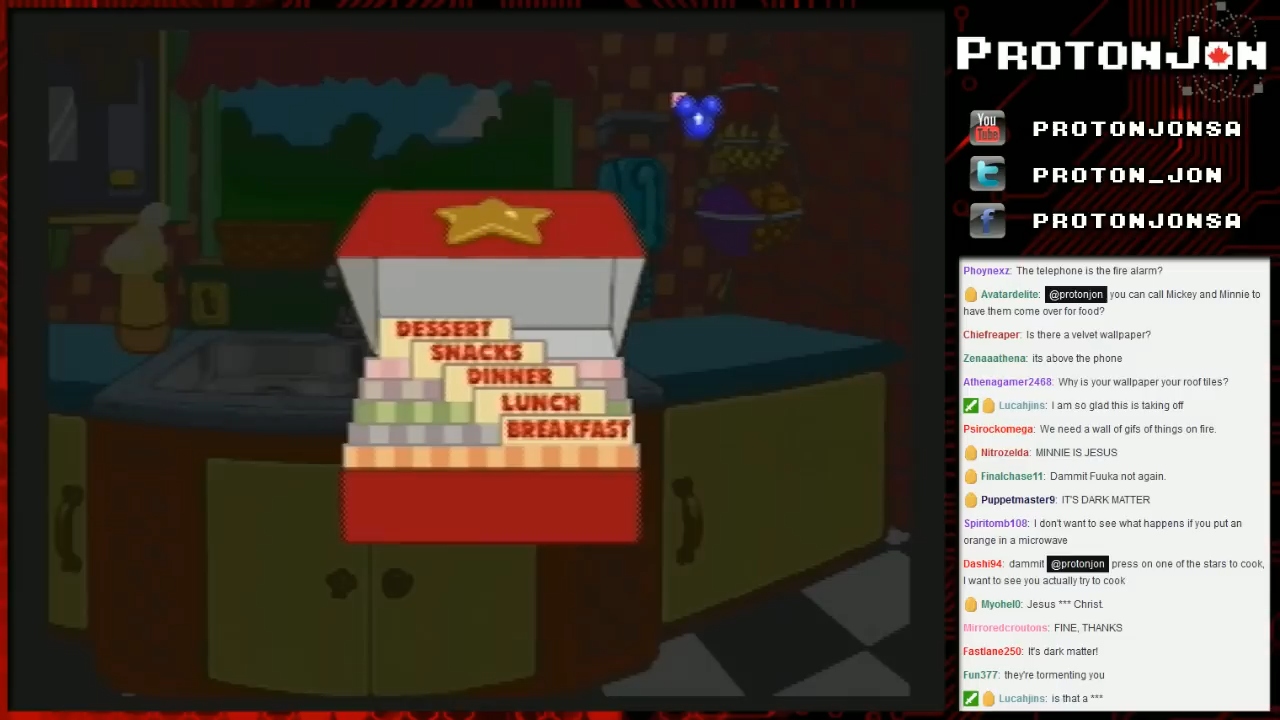 DESSERT
SNACKS
DINNER
LUNCH
BREAKFAST
PROTONJON
You
Tube
PROTONJONSA
PROTON_JON
PROTONJONSA
Phoynexz: The telephone is the fire alarm?
Avatardelite: @protonjon you can call Mickey and Minnie to
have them come over for food?
Chiefreaper: Is there a velvet wallpaper?
Zenaaathena: its above the phone
Athenagamer2468: Why is your wallpaper your roof tiles?
Lucahjins: I am so glad this is taking off
Psirockomega: We need a wall of gifs of things on fire.
Nitrozelda: MINNIE IS JESUS
Finalchase11: Dammit Fuuka not again.
Puppetmaster9: IT'S DARK MATTER
Spiritomb108: I don't want to see what happens if you put an
orange in a microwave
Dashi94: dammit @protonjon press on one of the stars to cook,
I want to see you actually try to cook
Myohel0: Jesus *** Christ.
Mirroredcroutons: FINE, THANKS
Fastlane250: It's dark matter!
Fun377: they're tormenting you
Lucahjins: is that a ***